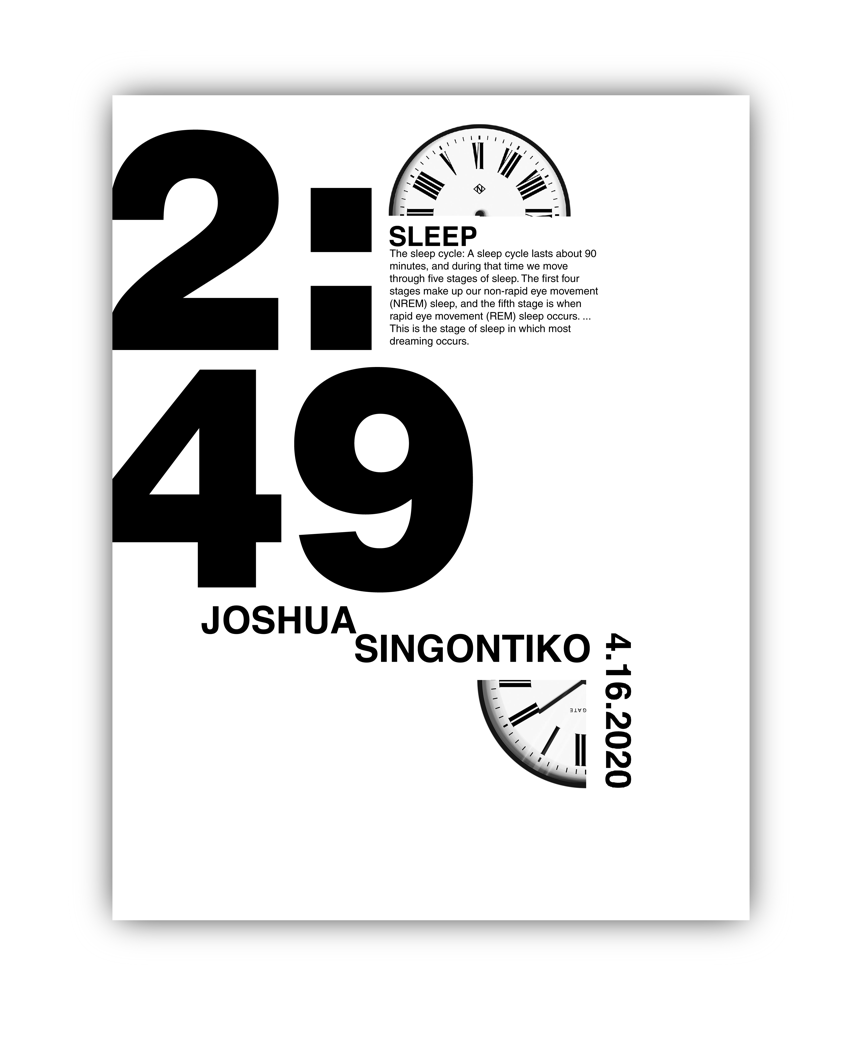 2:
SLEEP
The sleep cycle: A sleep cycle lasts about 90
minutes, and during that time we move
through five stages of sleep. The first four
stages make up our non-rapid eye movement
(NREM) sleep, and the fifth stage is when
rapid eye movement (REM) sleep occurs. ...
This is the stage of sleep in which most
dreaming occurs.
49
JOSHUA
SINGONTIKO
4.16.2020